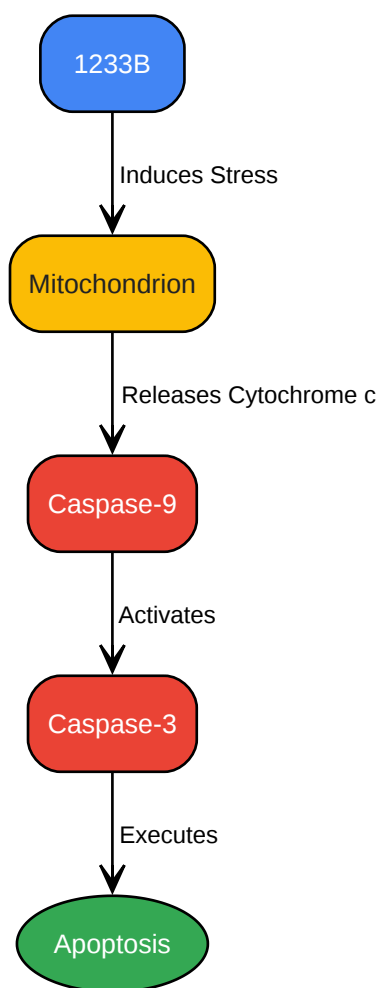 1233B
Induces Stress
Mitochondrion
Releases Cytochrome c
Caspase-9
Activates
Caspase-3
Executes
Apoptosis